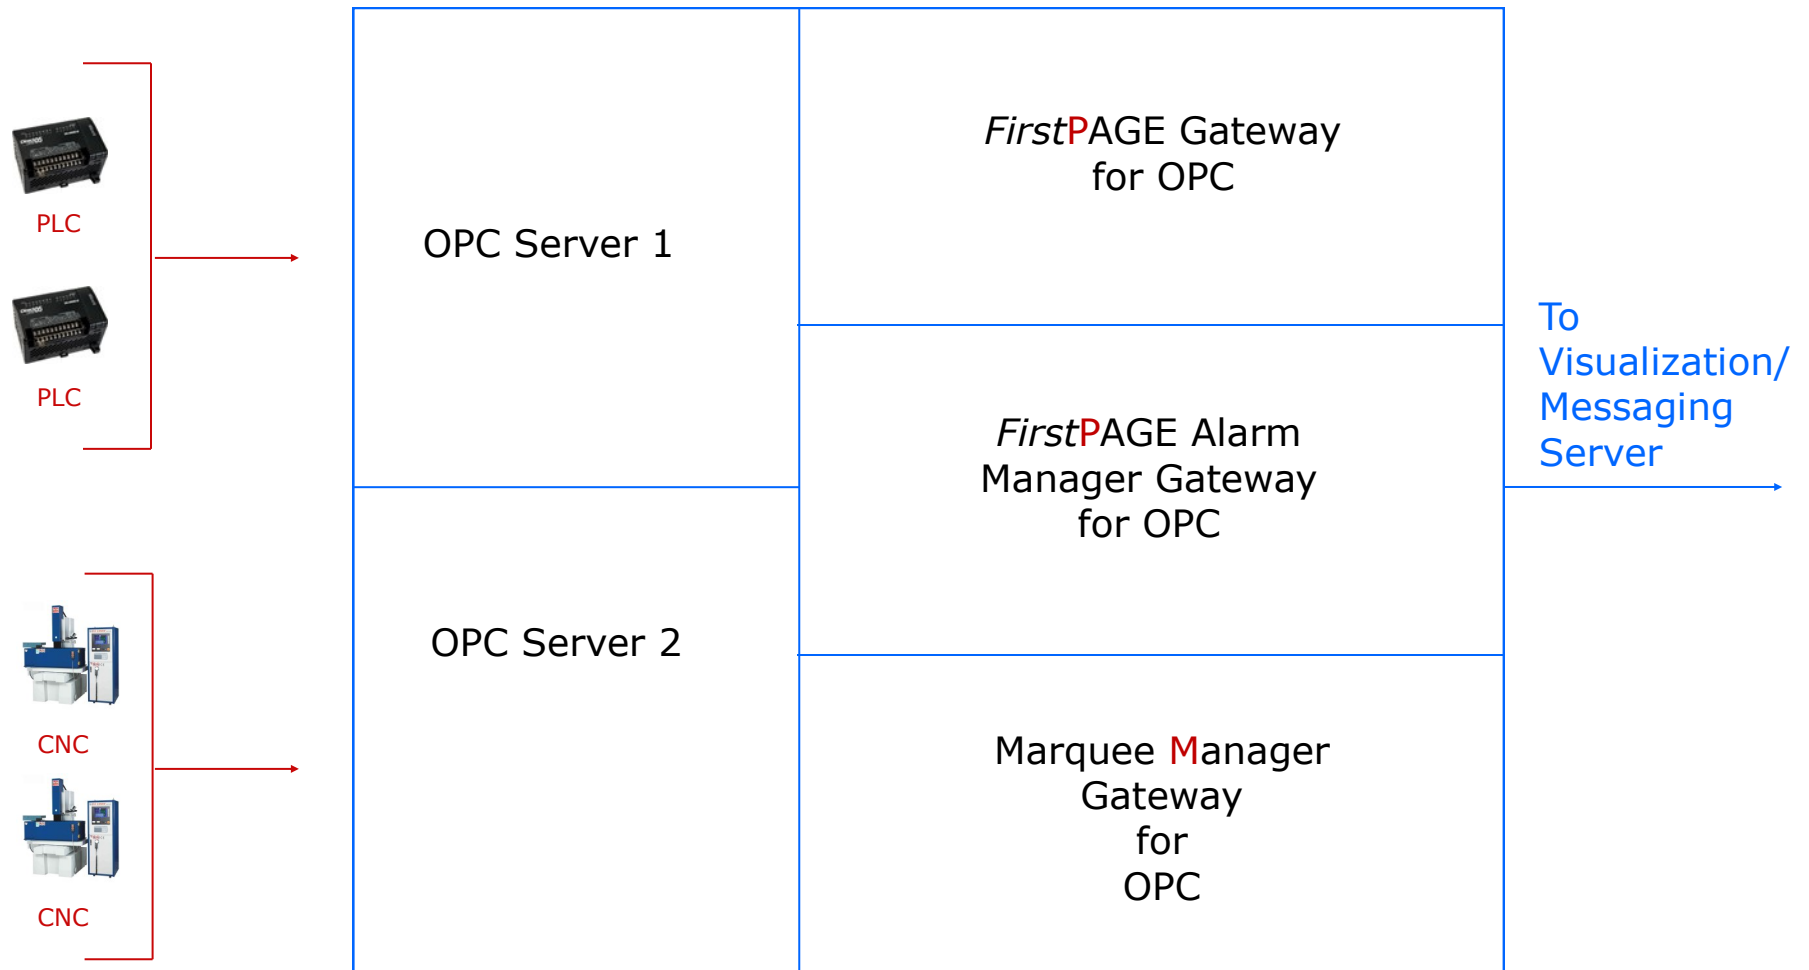 PLC
PLC
CNC
CNC
OPC Server 1
OPC Server 2
FirstPAGE Gateway
for OPC
FirstPAGE Alarm
Manager Gateway
for OPC
Marquee Manager
Gateway
for
OPC
To
Visualization/
Messaging
Server